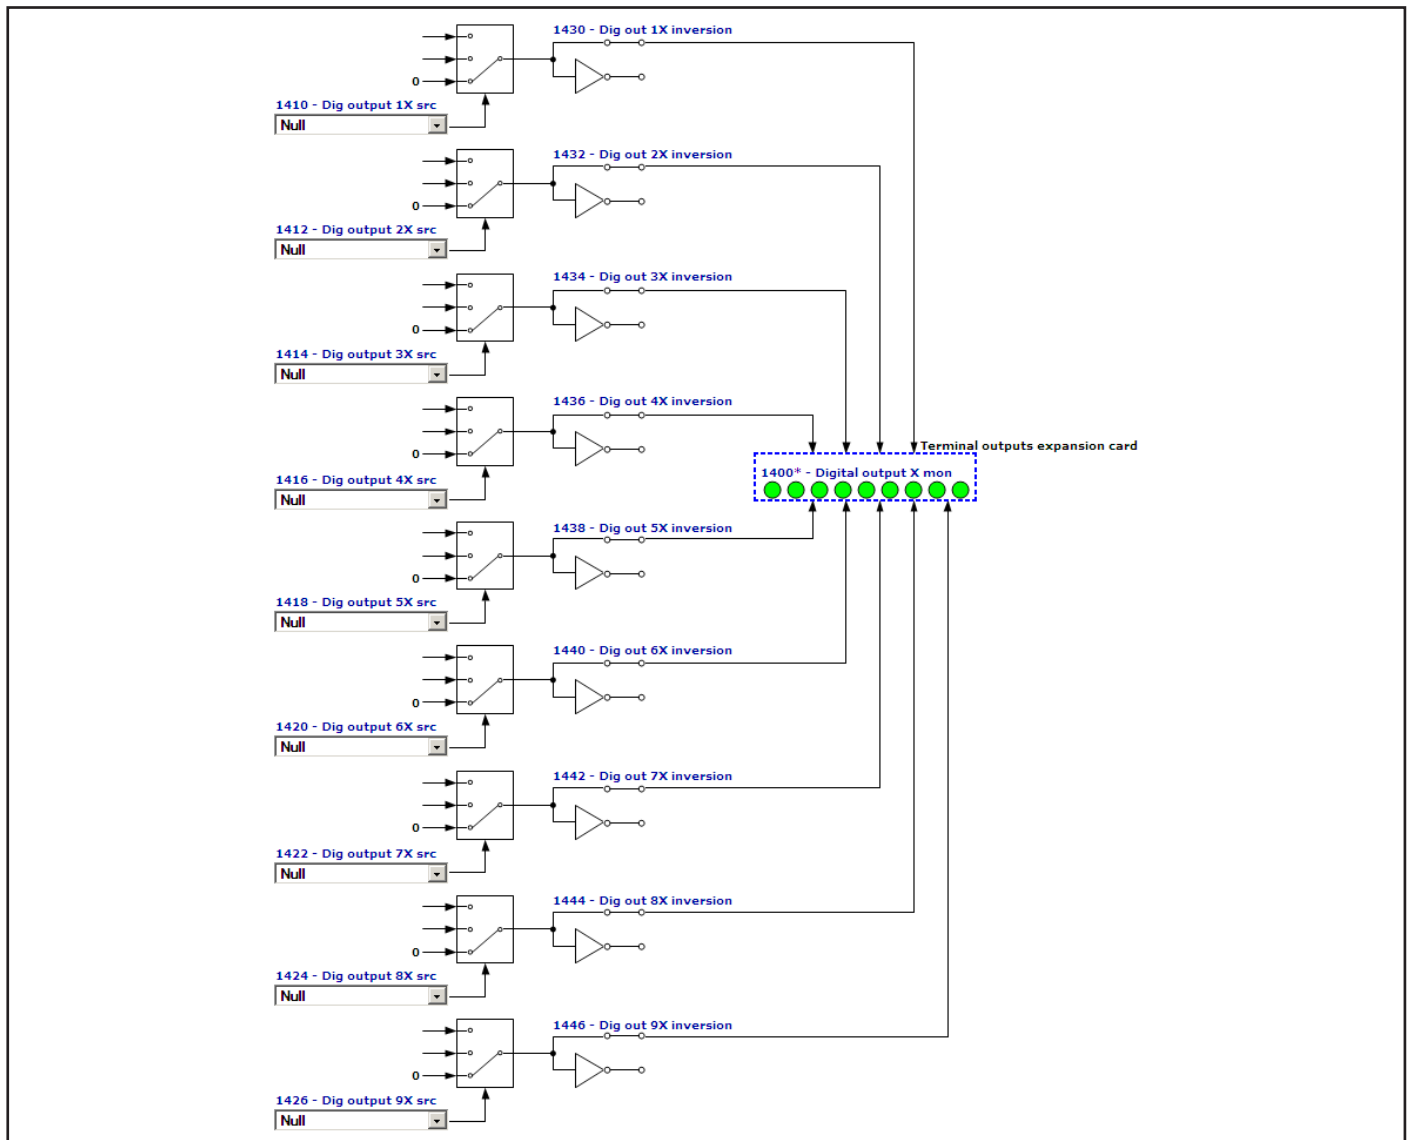 1430 - Dig out 1X inversion
0
1410 - Dig output 1X src
Null
1432 - Dig out 2X inversion
0
1412 - Dig output 2X src
Null
1434 - Dig out 3X inversion
0
1414 - Dig output 3X src
Null
1436 - Dig out 4X inversion
0
1416 - Dig output 4X src
Null
Terminal outputs expansion card
1400* - Digital output X mon
1438 - Dig out 5X inversion
0
1418 - Dig output 5X src
Null
1440 - Dig out 6X inversion
0
1420 - Dig output 6X src
Null
1442 - Dig out 7X inversion
0
1422 - Dig output 7X src
Null
1444 - Dig out 8X inversion
0
1424 - Dig output 8X src
Null
1446 - Dig out 9X inversion
0
1426 - Dig output 9X src
Null